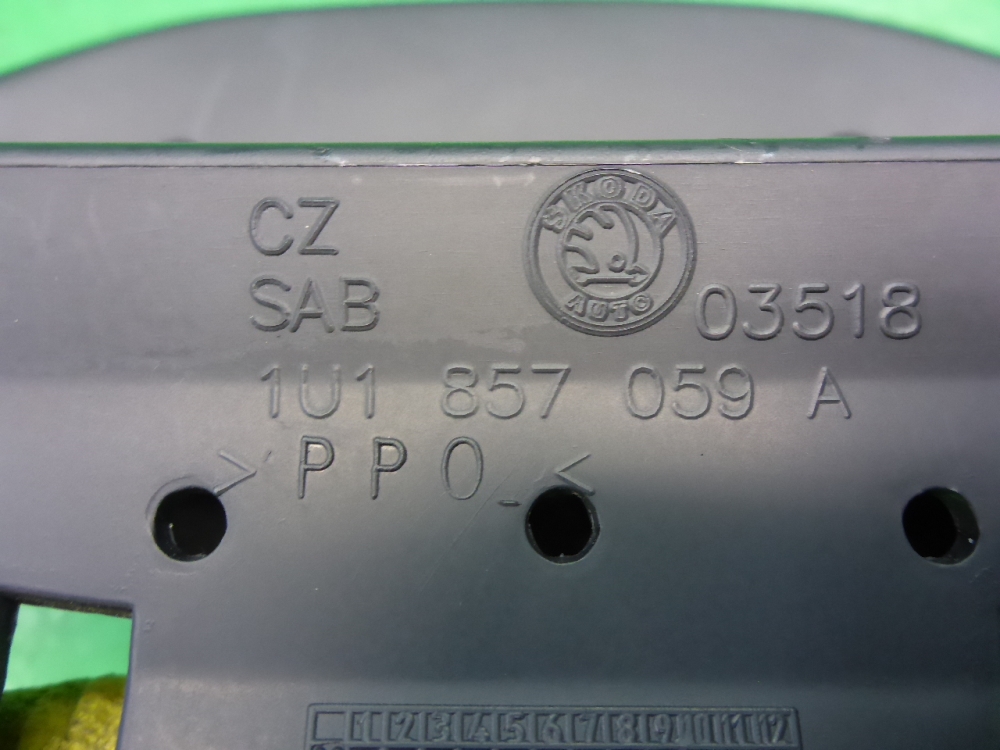 CZ
ŠKODA
AUTO
SAB
03518
1U1 857 059 A
>PPO_<
1 2 3 4 5 6 7 8 9 10 11 12